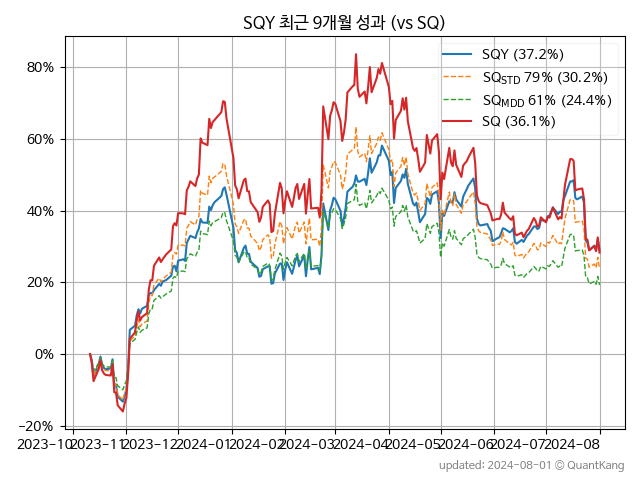 SQY 최근 9개월 성과 (vs SQ)
SQY (37.2%)
SQSTD 79% (30.2%)
SQMDD 61% (24.4%)
SQ (36.1%)
80%
60%
40%
20%
0%
−20%
2023-10 2023-11 2023-12 2024-01 2024-02 2024-03 2024-04 2024-05 2024-06 2024-07 2024-08
updated: 2024-08-01 © QuantKang